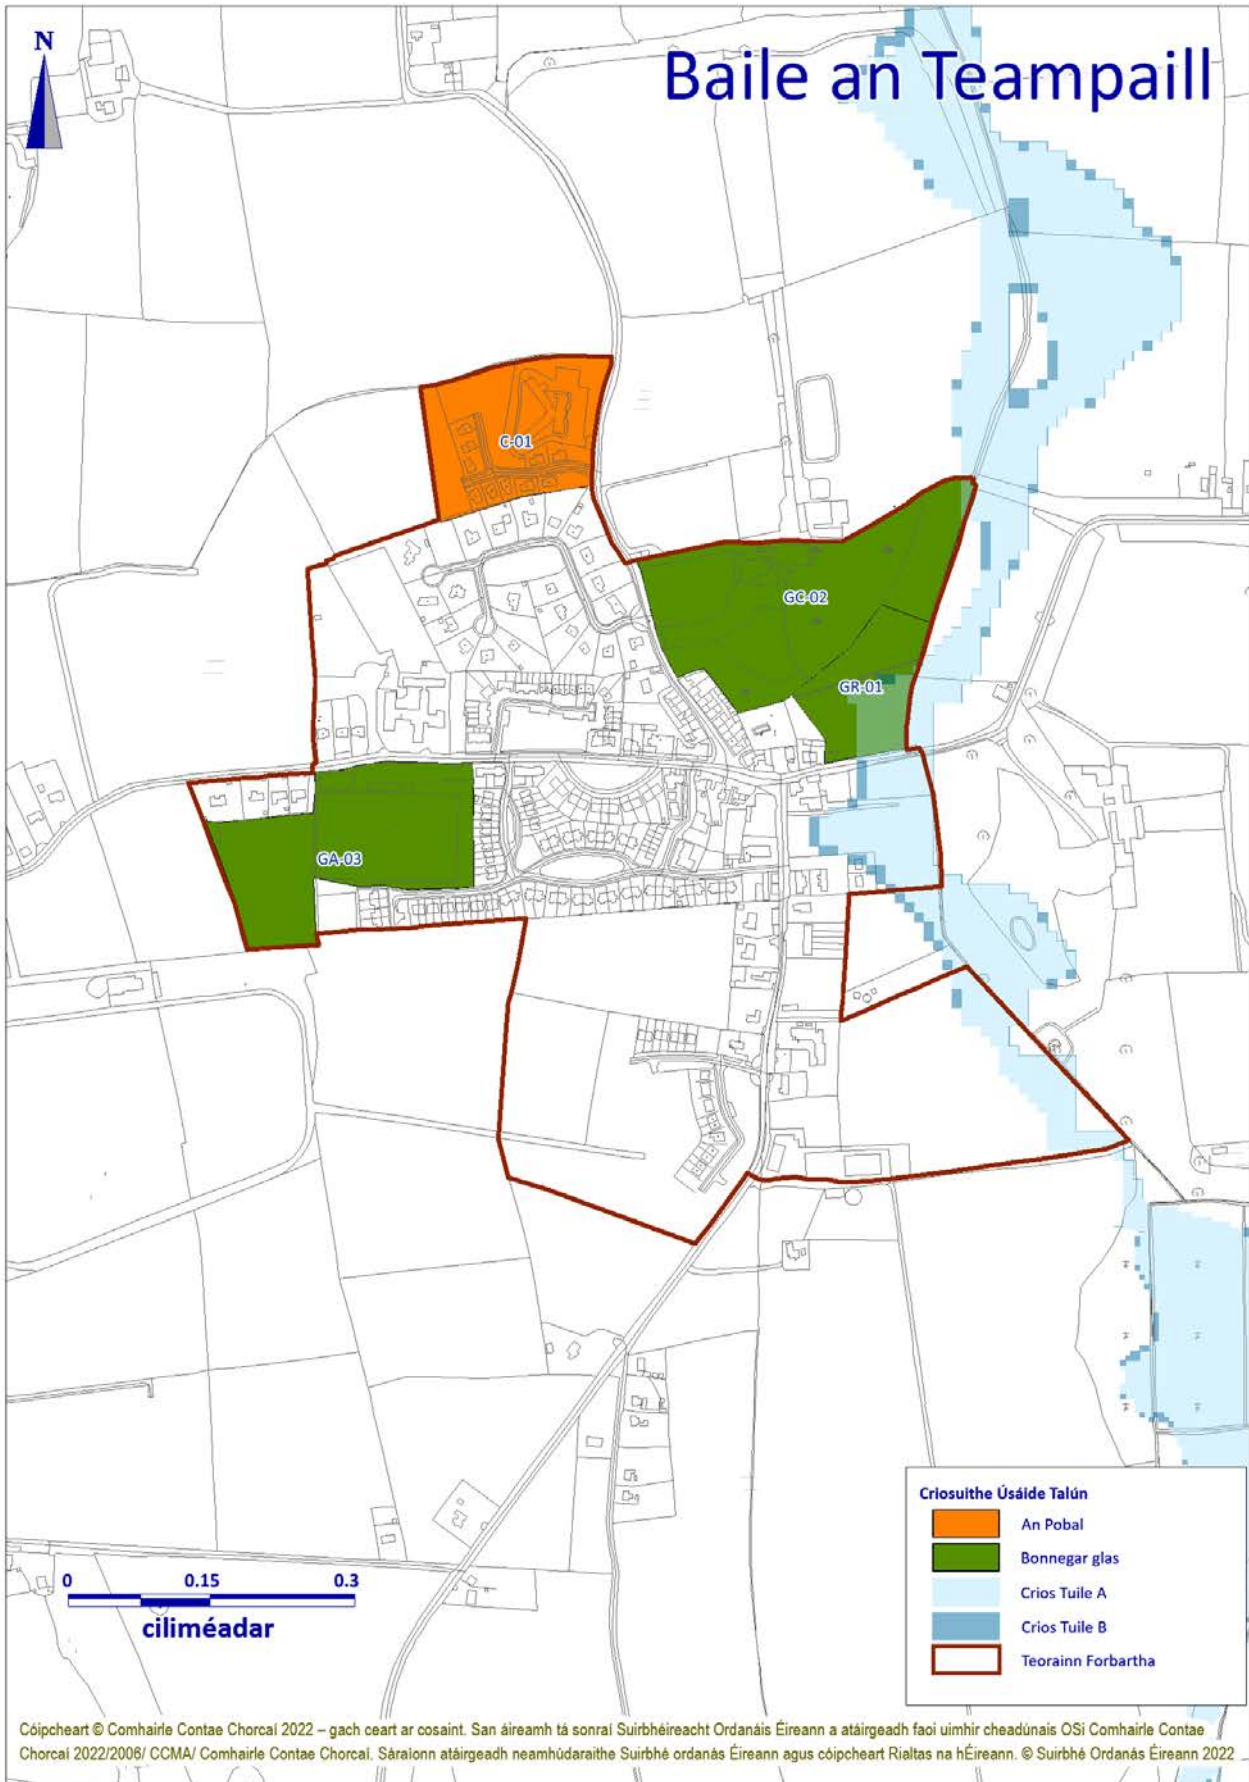 N
Baile an Teampaill
C-01
GC-02
GR-01
GA-03
Criosuithe Úsáide Talún
An Pobal
Bonnegar glas
Crios Tuile A
Crios Tuile B
Teorainn Forbartha
0 0.15 0.3
ciliméadar
Cóipcheart © Comhairle Contae Chorcaí 2022 – gach ceart ar cosaint. San áireamh tá sonraí Suirbhéireacht Ordanáis Éireann a atáirgeadh faoi uimhir cheadúnais OSi Comhairle Contae
Chorcaí 2022/2006/ CCMA/ Comhairle Contae Chorcaí. Sáraíonn atáirgeadh neamhúdaraithe Suirbhé ordanás Éireann agus cóipcheart Rialtas na hÉireann. © Suirbhé Ordanás Éireann 2022